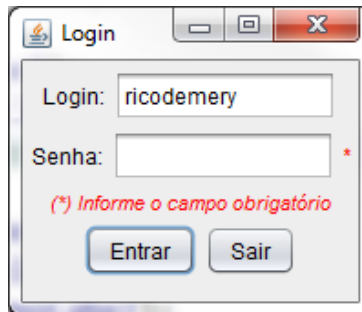 Login
Login: ricodemery
Senha: *
(*) Informe o campo obrigatório
Entrar Sair